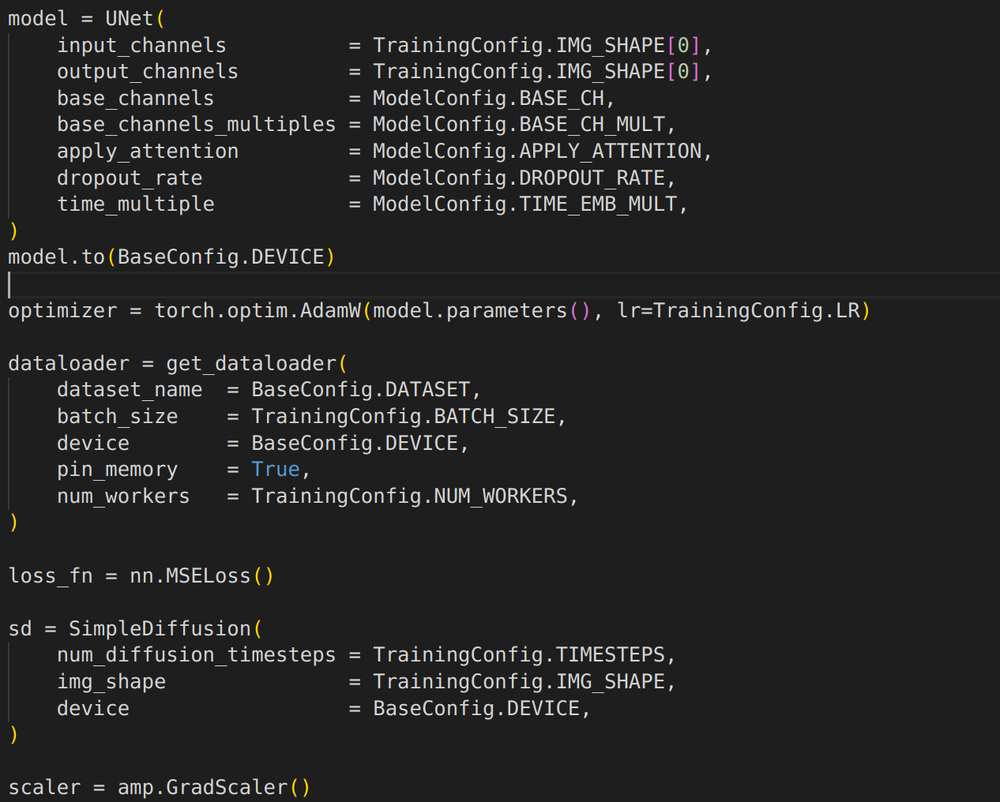 model = UNet(
    input_channels          = TrainingConfig.IMG_SHAPE[0],
    output_channels         = TrainingConfig.IMG_SHAPE[0],
    base_channels           = ModelConfig.BASE_CH,
    base_channels_multiples = ModelConfig.BASE_CH_MULT,
    apply_attention         = ModelConfig.APPLY_ATTENTION,
    dropout_rate            = ModelConfig.DROPOUT_RATE,
    time_multiple           = ModelConfig.TIME_EMB_MULT,
)
model.to(BaseConfig.DEVICE)

optimizer = torch.optim.AdamW(model.parameters(), lr=TrainingConfig.LR)

dataloader = get_dataloader(
    dataset_name  = BaseConfig.DATASET,
    batch_size    = TrainingConfig.BATCH_SIZE,
    device        = BaseConfig.DEVICE,
    pin_memory    = True,
    num_workers   = TrainingConfig.NUM_WORKERS,
)

loss_fn = nn.MSELoss()

sd = SimpleDiffusion(
    num_diffusion_timesteps = TrainingConfig.TIMESTEPS,
    img_shape               = TrainingConfig.IMG_SHAPE,
    device                  = BaseConfig.DEVICE,
)

scaler = amp.GradScaler()